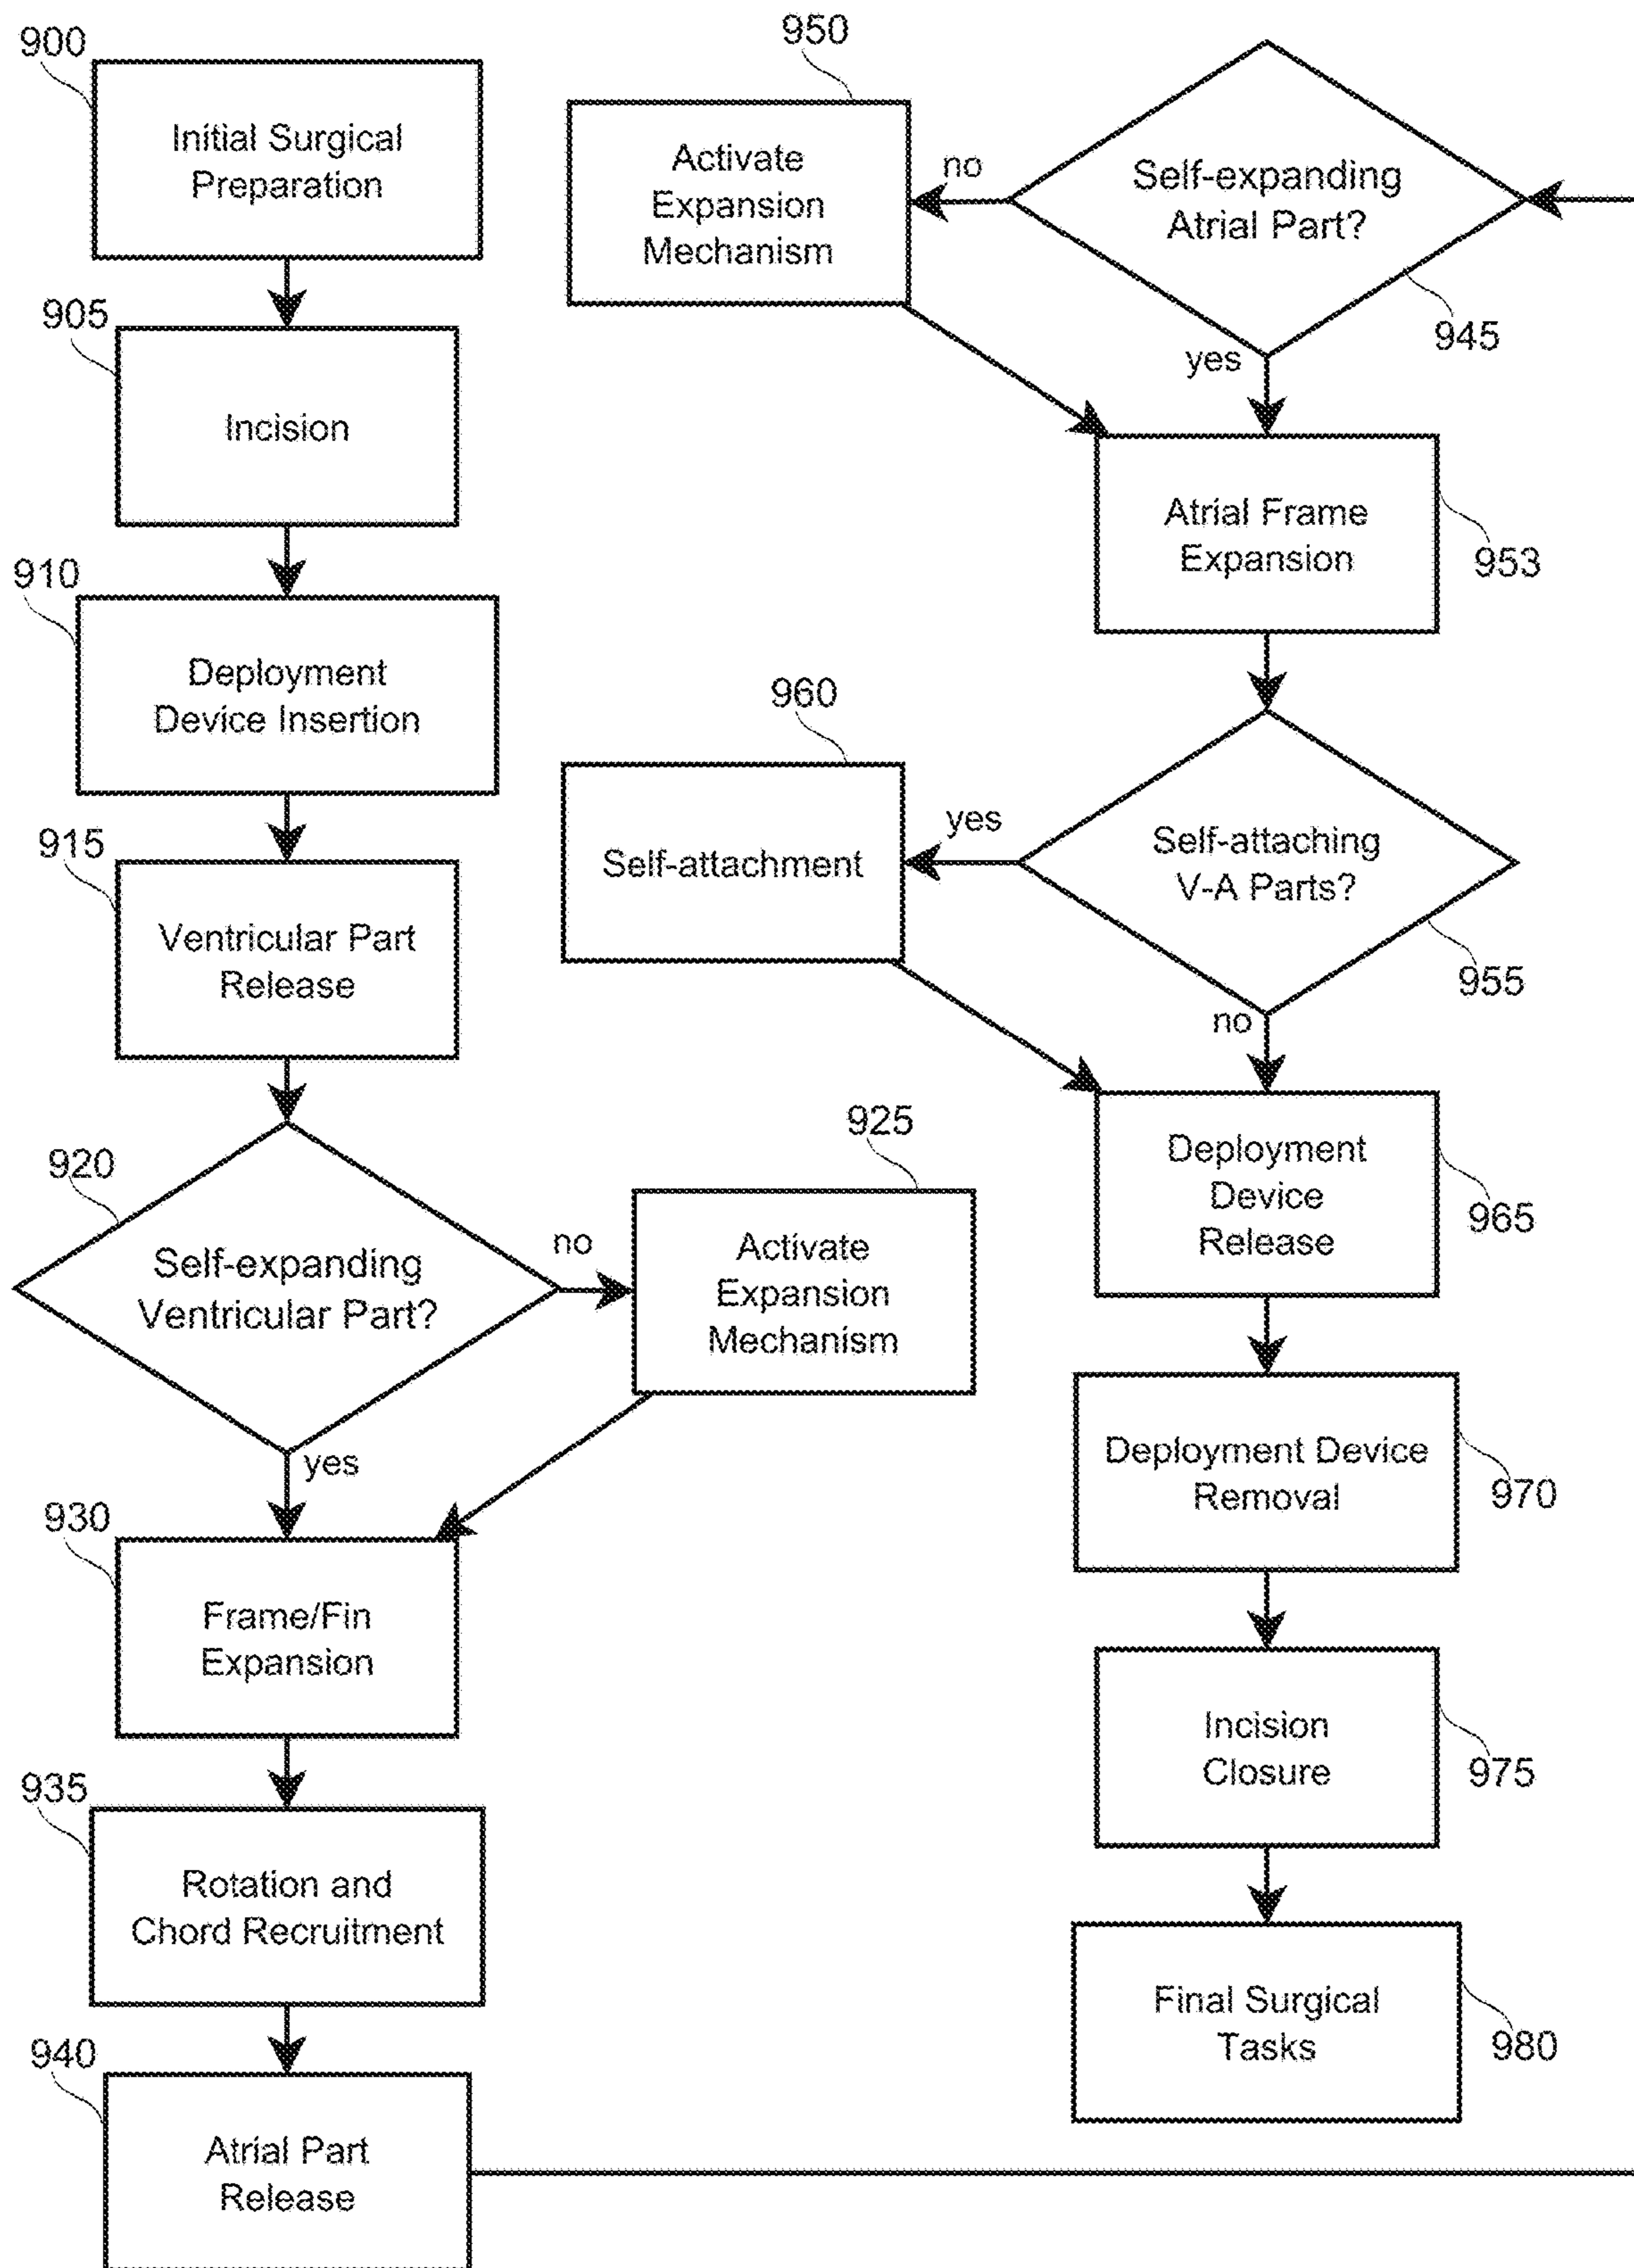 900
Initial Surgical
Preparation
905
Incision
910
Deployment
Device Insertion
915
Ventricular Part
Release
920
Self-expanding
Ventricular Part?
no
925
Activate
Expansion
Mechanism
yes
930
Frame/Fin
Expansion
935
Rotation and
Chord Recruitment
940
Atrial Part
Release
950
Activate
Expansion
Mechanism
no
Self-expanding
Atrial Part?
945
yes
Atrial Frame
Expansion
953
960
Self-attachment
yes
Self-attaching
V-A Parts?
955
no
Deployment
Device
Release
965
Deployment Device
Removal
970
Incision
Closure
975
Final Surgical
Tasks
980